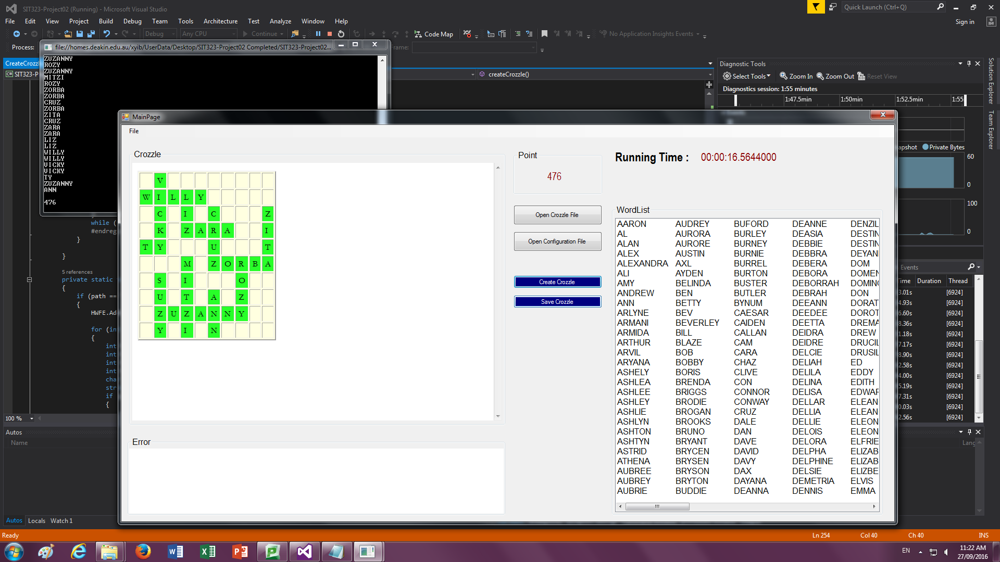 SIT323-Project02 (Running) - Microsoft Visual Studio
Quick Launch (Ctrl+Q)
File Edit View Project Build Debug Team Tools Architecture Test Analyze Window Help
Sign in
Debug Any CPU Continue Code Map No Application Insights Events
Process:
file://homes.deakin.edu.au/xyib/UserData/Desktop/SIT323-Project02 Completed/SIT323-Project02...
Frame:
ZUZANNY
ROZY
ZUZANNY
MITZI
ROZY
ZORBA
ZORBA
CRUZ
ZORBA
ZITA
CRUZ
ZARA
ZARA
LIZ
LIZ
WILLY
WILLY
VICKY
VICKY
TY
ZUZANNY
ANN
476
CreateCrozzl
SIT323-P
createCrozzle()
Diagnostic Tools
Select Tools Zoom In Zoom Out Reset View
Diagnostics session: 1:55 minutes
1:47.5min 1:50min 1:52.5min 1:55
apshot Private Bytes
60
0
100
0
Events
Time Duration Thread
3.01s [6924]
4.93s [6924]
6.60s [6924]
8.36s [6924]
1.18s [6924]
7.17s [6924]
8.90s [6924]
2.58s [6924]
4.00s [6924]
5.19s [6924]
7.31s [6924]
0.03s [6924]
2.56s [6924]
Lang
Solution Explorer
Team Explorer
while (
#endreg
}
}
5 references
private static
{
if (path ==
{
HWFE.Ad
for (in
{
int
int
int
int
cha
str
if
{
100 %
Autos
Name
Autos Locals Watch 1
MainPage
File
Crozzle
V
W I L L Y
C I C Z
K Z A R A I
T Y U T
M Z O R B A
S I O
U T A Z
Z U Z A N N Y
Y I N
Error
Point
476
Running Time : 00:00:16.5644000
Open Crozzle File
Open Configuration File
Create Crozzle
Save Crozzle
WordList
AARON AUDREY BUFORD DEANNE DENZIL
AL AURORA BURLEY DEASIA DESTIN
ALAN AURORE BURNEY DEBBIE DESTIN
ALEX AUSTIN BURNIE DEBBRA DEYAN
ALEXANDRA AXL BURREL DEBERA DOM
ALI AYDEN BURTON DEBORA DOMEN
AMY BELINDA BUSTER DEBORRAH DOMING
ANDREW BEN BUTLER DEBRAH DON
ANN BETTY BYNUM DEEANN DORAT
ARLYNE BEV CAESAR DEEDEE DOROT
ARMANI BEVERLEY CAIDEN DEETTA DREMA
ARMIDA BILL CALLAN DEIDRA DREW
ARTHUR BLAZE CAM DEIDRE DRUCIL
ARVIL BOB CARA DELCIE DRUSIL
ARYANA BOBBY CHAZ DELIAH ED
ASHELY BORIS CLIVE DELILA EDDY
ASHLEA BRENDA CON DELINA EDITH
ASHLEE BRIGGS CONNOR DELISA EDWAR
ASHLEY BRODIE CONWAY DELLAR ELEAN
ASHLIE BROGAN CRUZ DELLIA ELEAN
ASHLYN BROOKS DALE DELLIE ELEON
ASHTON BRUNO DAN DELOIS ELEON
ASHTYN BRYANT DAVE DELORA ELFRIE
ASTRID BRYCEN DAVID DELPHA ELIZAB
ATHENA BRYSEN DAVY DELPHINE ELIZAB
AUBREE BRYSON DAX DELSIE ELIZBE
AUBREY BRYTON DAYANA DEMETRIA ELVIS
AUBRIE BUDDIE DEANNA DENNIS EMMA
Ready
Ln 254 Col 40 Ch 40 INS
EN
11:22 AM
27/09/2016